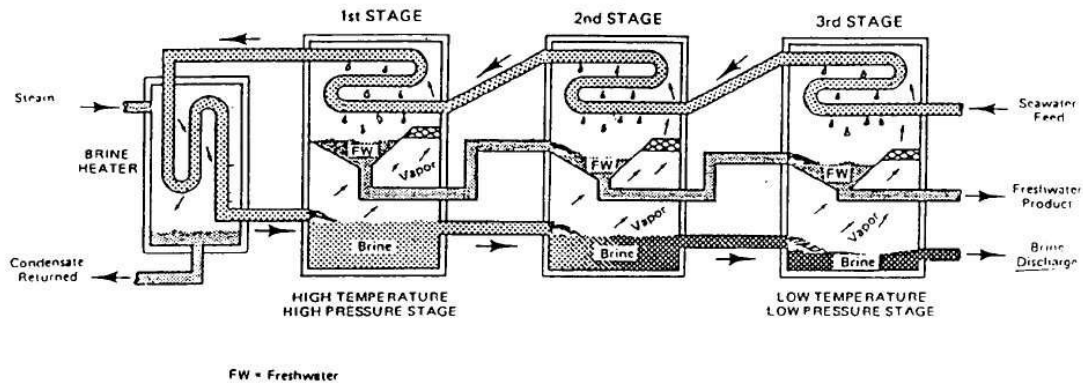 1st STAGE
2nd STAGE
3rd STAGE
Steam
BRINE
HEATER
Condensate
Returned
FW
Vapor
Brine
HIGH TEMPERATURE
HIGH PRESSURE STAGE
FW
Vapor
Brine
FW
Vapor
Brine
LOW TEMPERATURE
LOW PRESSURE STAGE
Seawater
Feed
Freshwater
Product
Brine
Discharge
FW = Freshwater